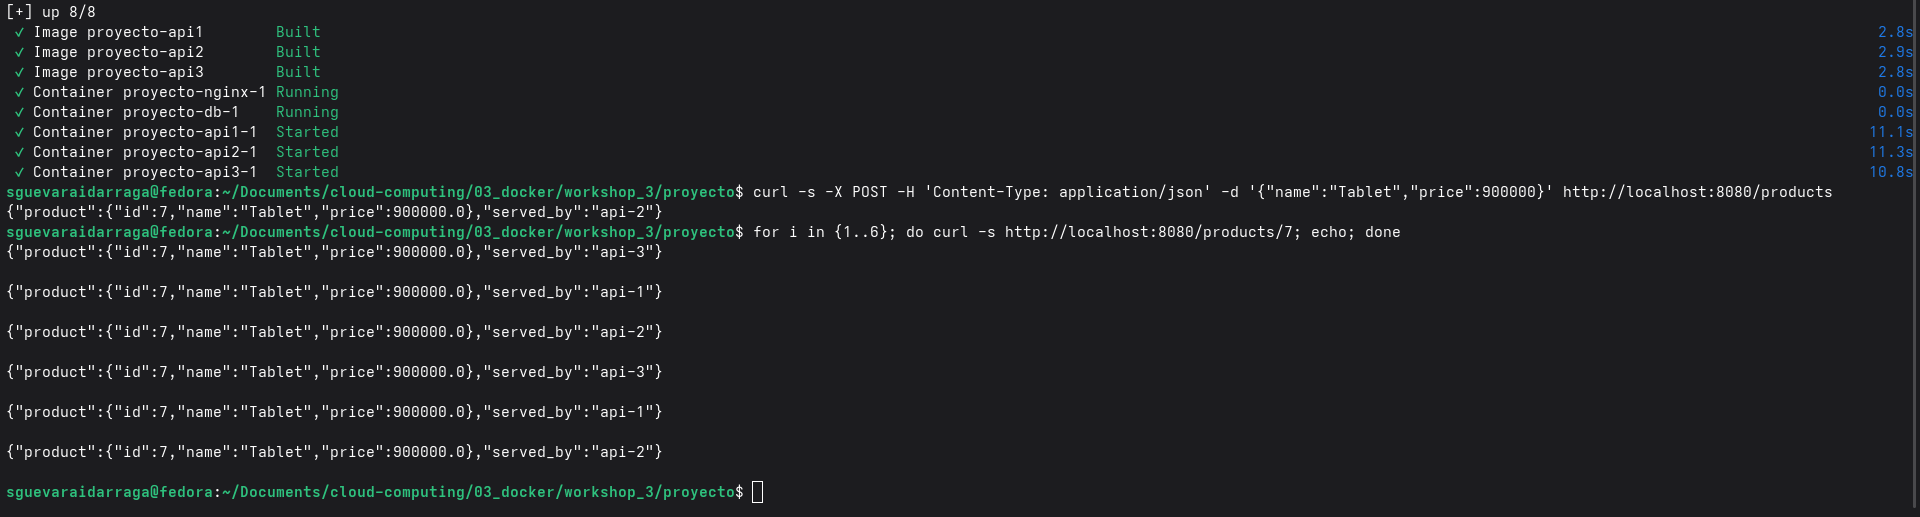 [+] up 8/8
✓ Image proyecto-api1 Built 2.8s
✓ Image proyecto-api2 Built 2.9s
✓ Image proyecto-api3 Built 2.8s
✓ Container proyecto-nginx-1 Running 0.0s
✓ Container proyecto-db-1 Running 0.0s
✓ Container proyecto-api1-1 Started 11.1s
✓ Container proyecto-api2-1 Started 11.3s
✓ Container proyecto-api3-1 Started 10.8s
sguevaraidarraga@fedora:~/Documents/cloud-computing/03_docker/workshop_3/proyecto$ curl -s -X POST -H 'Content-Type: application/json' -d '{"name":"Tablet","price":900000}' http://localhost:8080/products
{"product":{"id":7,"name":"Tablet","price":900000.0},"served_by":"api-2"}
sguevaraidarraga@fedora:~/Documents/cloud-computing/03_docker/workshop_3/proyecto$ for i in {1..6}; do curl -s http://localhost:8080/products/7; echo; done
{"product":{"id":7,"name":"Tablet","price":900000.0},"served_by":"api-3"}
{"product":{"id":7,"name":"Tablet","price":900000.0},"served_by":"api-1"}
{"product":{"id":7,"name":"Tablet","price":900000.0},"served_by":"api-2"}
{"product":{"id":7,"name":"Tablet","price":900000.0},"served_by":"api-3"}
{"product":{"id":7,"name":"Tablet","price":900000.0},"served_by":"api-1"}
{"product":{"id":7,"name":"Tablet","price":900000.0},"served_by":"api-2"}
sguevaraidarraga@fedora:~/Documents/cloud-computing/03_docker/workshop_3/proyecto$